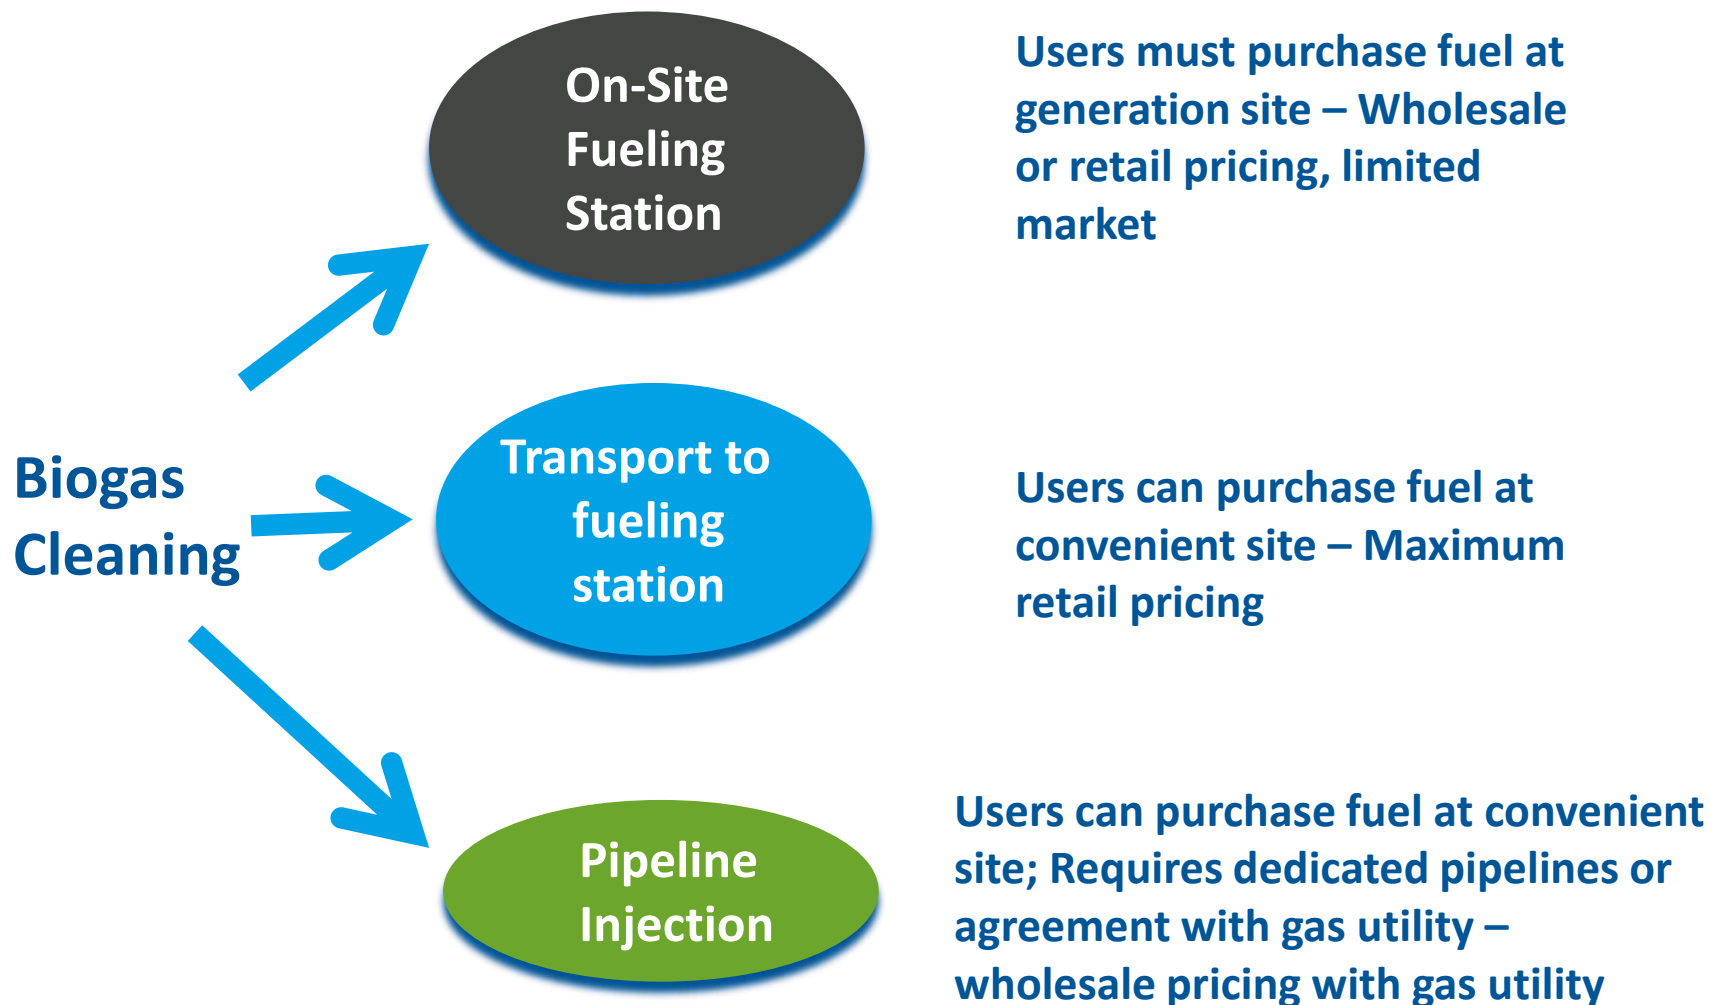 On-Site
Fueling
Station
Users must purchase fuel at
generation site – Wholesale
or retail pricing, limited
market
Biogas
Cleaning
Transport to
fueling
station
Users can purchase fuel at
convenient site – Maximum
retail pricing
Pipeline
Injection
Users can purchase fuel at convenient
site; Requires dedicated pipelines or
agreement with gas utility –
wholesale pricing with gas utility